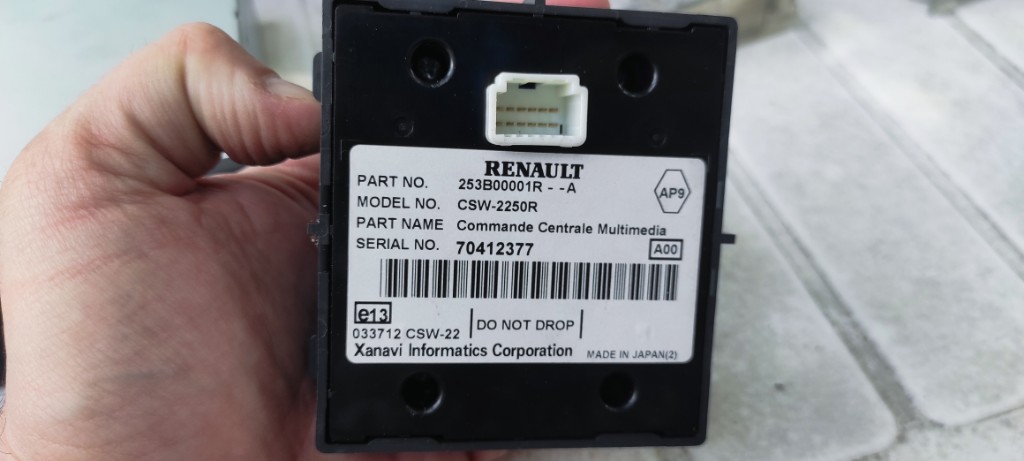 RENAULT
PART NO. 253B00001R - -A
AP9
MODEL NO. CSW-2250R
PART NAME Commande Centrale Multimedia
SERIAL NO. 70412377
A00
e13
033712 CSW-22
DO NOT DROP
Xanavi Informatics Corporation MADE IN JAPAN(2)